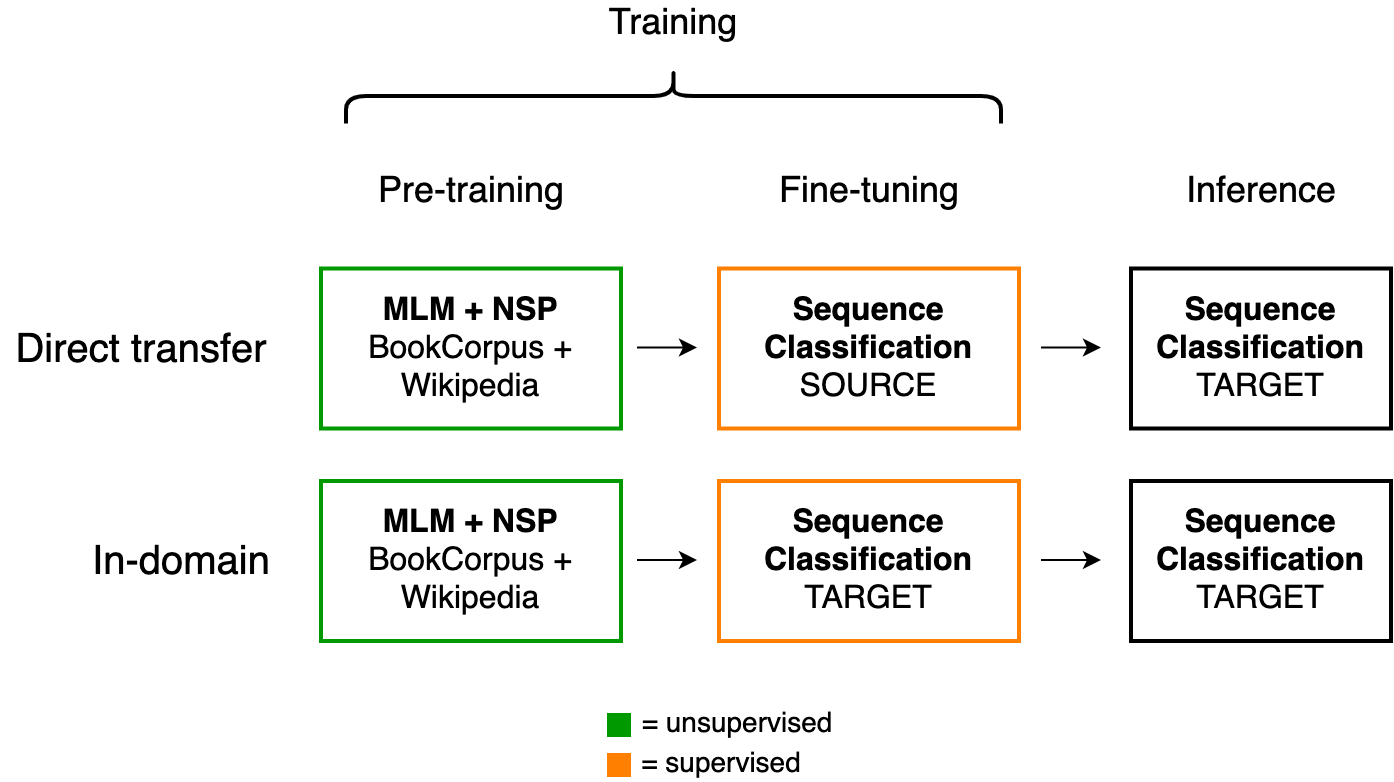 Training
Pre-training
Fine-tuning
Inference
Direct transfer
MLM + NSP
BookCorpus +
Wikipedia
Sequence
Classification
SOURCE
Sequence
Classification
TARGET
In-domain
MLM + NSP
BookCorpus +
Wikipedia
Sequence
Classification
TARGET
Sequence
Classification
TARGET
= unsupervised
= supervised